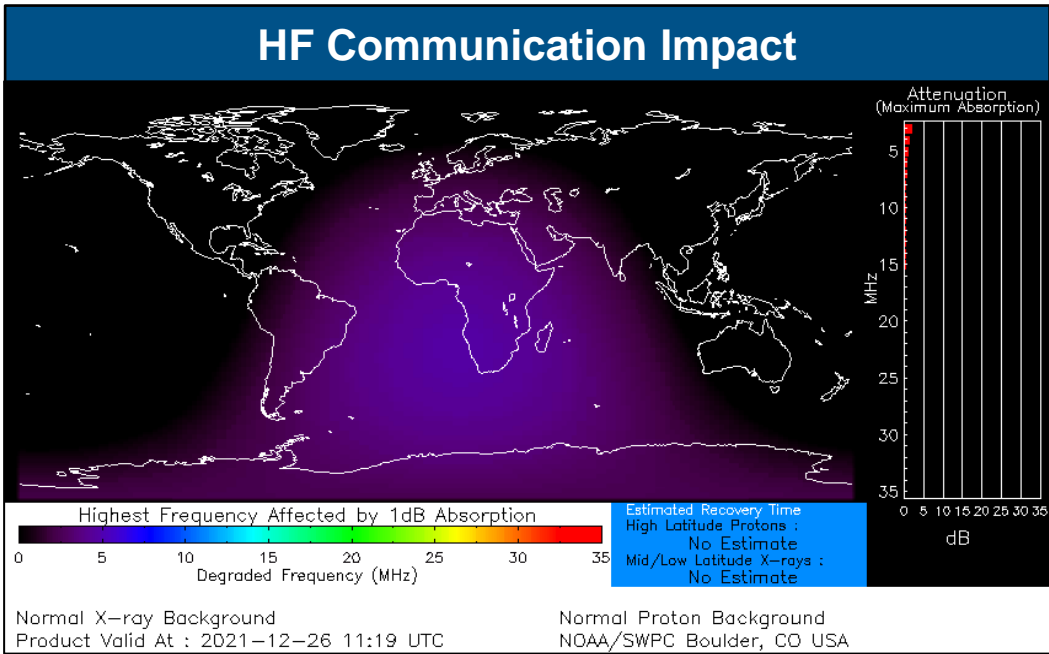 HF Communication Impact
Attenuation
(Maximum Absorption)
5
10
15
20
25
30
35
MHz
0 5 10 15 20 25 30 35
dB
Highest Frequency Affected by 1dB Absorption
0 5 10 15 20 25 30 35
Degraded Frequency (MHz)
Estimated Recovery Time
High Latitude Protons :
No Estimate
Mid/Low Latitude X-rays :
No Estimate
Normal X-ray Background
Product Valid At : 2021-12-26 11:19 UTC
Normal Proton Background
NOAA/SWPC Boulder, CO USA